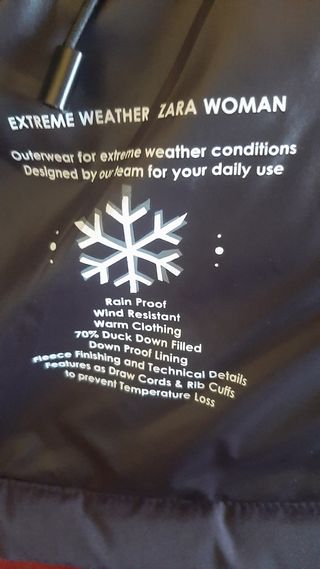 EXTREME WEATHER ZARA WOMAN
Outerwear for extreme weather conditions
Designed by our team for your daily use
Rain Proof
Wind Resistant
Warm Clothing
70% Duck Down Filled
Down Proof Lining
Fleece Finishing and Technical Details
Features as Draw Cords & Rib Cuffs
to prevent Temperature Loss